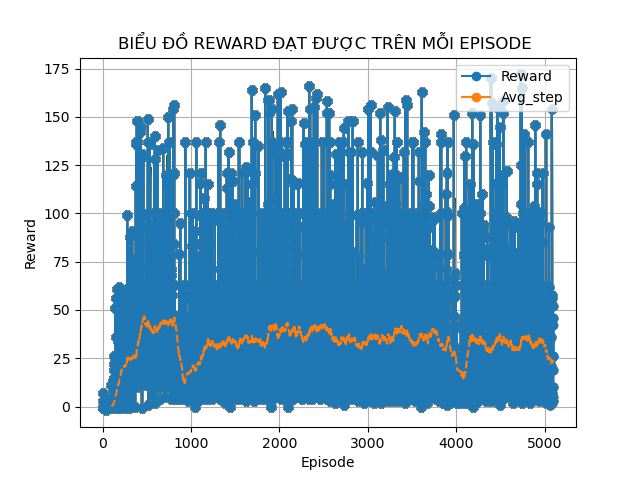 BIỂU ĐỒ REWARD ĐẠT ĐƯỢC TRÊN MỖI EPISODE
Reward
Avg_step
175
150
125
100
75
50
25
0
Reward
0 1000 2000 3000 4000 5000
Episode